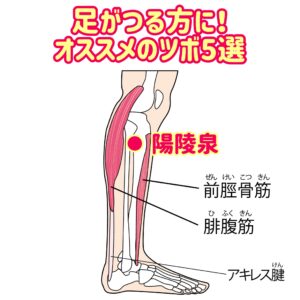 足がつる方に!
オススメのツボ5選
陽陵泉
ぜん けい こつ きん
前脛骨筋
ひ ふく きん
腓腹筋
けん
アキレス腱